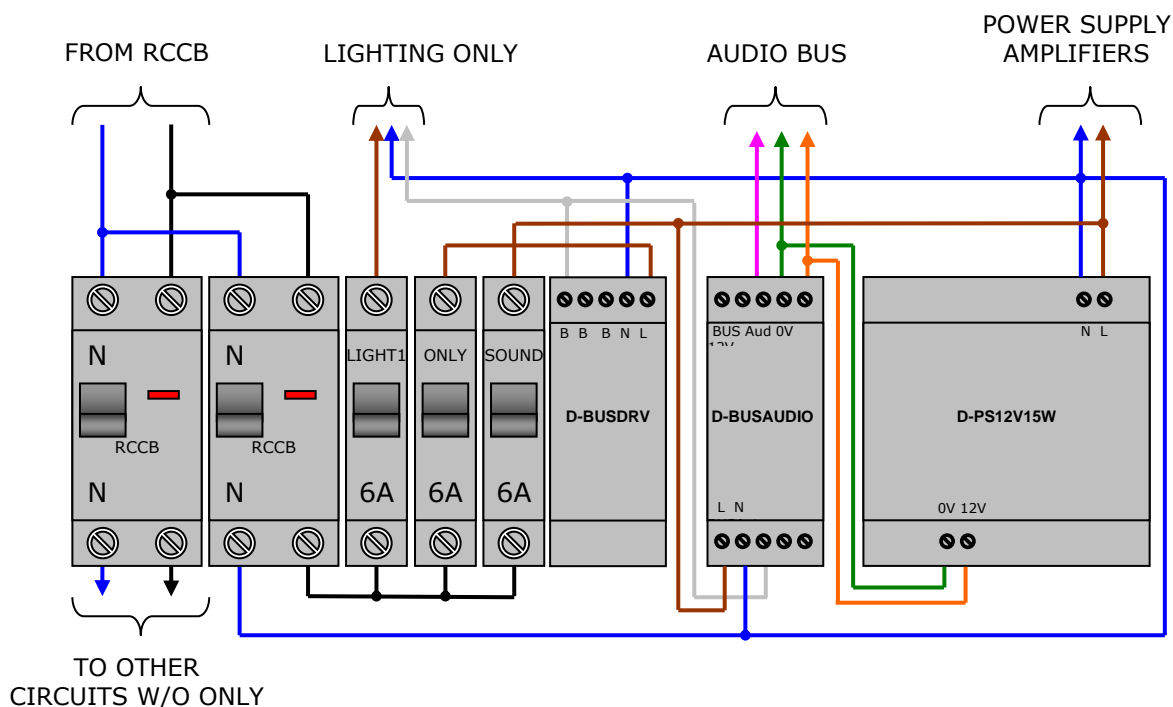 POWER SUPPLY
AMPLIFIERS
FROM RCCB
LIGHTING ONLY
AUDIO BUS
N
N
LIGHT1
ONLY
SOUND
B B B N L
BUS Aud 0V
12V
N L
RCCB
RCCB
D-BUSDRV
D-BUSAUDIO
D-PS12V15W
N
N
6A
6A
6A
L N
0V 12V
TO OTHER
CIRCUITS W/O ONLY